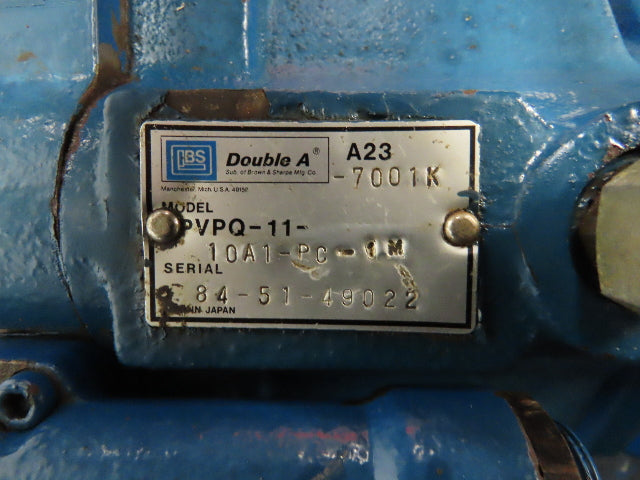 BS Double A® A23
Sub. of Brown & Sharpe Mfg. Co. -7001K
Manchester, Mich. U.S.A. 48158
MODEL
PVPQ-11-
10A1-PC-1M
SERIAL
84-51-49022
IN JAPAN